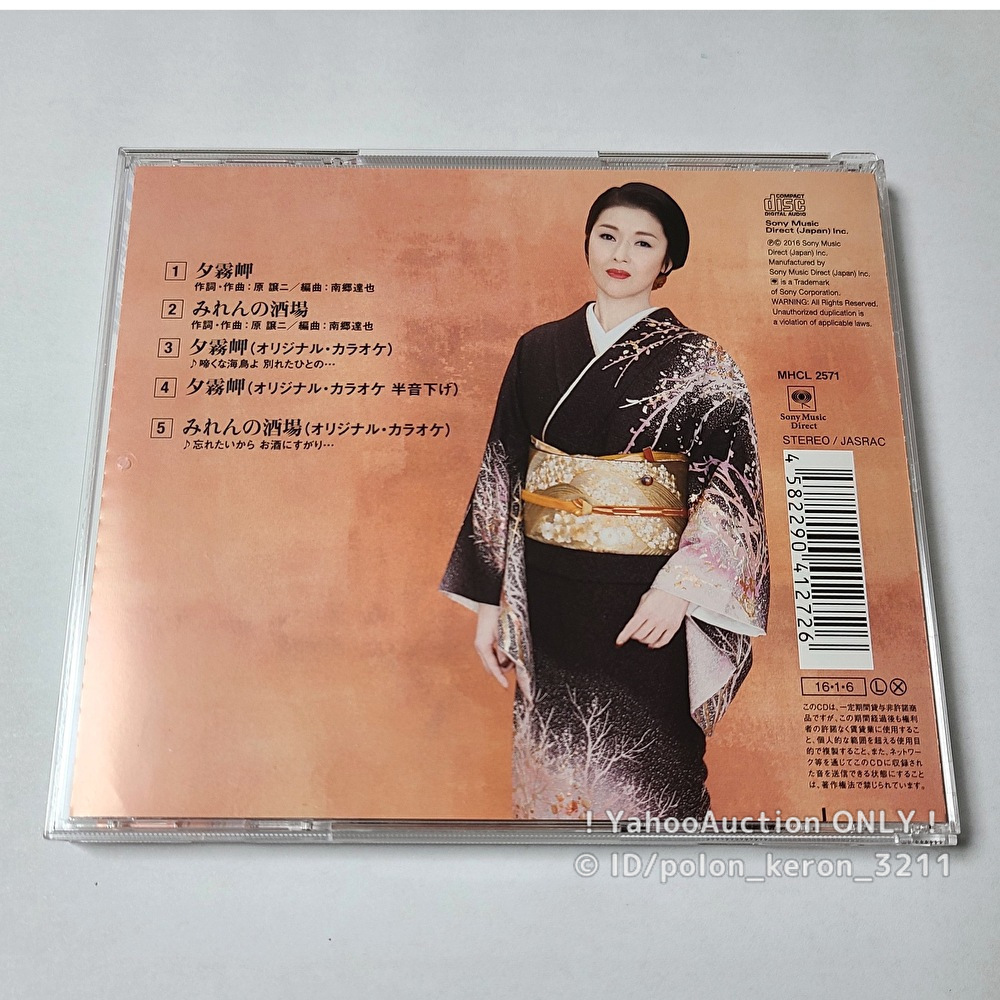 1 夕霧岬
作詞・作曲：原 譲二／編曲：南郷達也
2 みれんの酒場
作詞・作曲：原 譲二／編曲：南郷達也
3 夕霧岬(オリジナル・カラオケ)
♪啼くな海鳥よ 別れたひとの…
4 夕霧岬(オリジナル・カラオケ 半音下げ)
5 みれんの酒場(オリジナル・カラオケ)
♪忘れたいから お酒にすがり…
COMPACT
disc
DIGITAL AUDIO
Sony Music
Direct (Japan) Inc.
℗© 2016 Sony Music
Direct (Japan) Inc.
Manufactured by
Sony Music Direct (Japan) Inc.
is a Trademark
of Sony Corporation.
WARNING: All Rights Reserved.
Unauthorized duplication is
a violation of applicable laws.
MHCL 2571
Sony Music
Direct
STEREO / JASRAC
4 582290 412726
16・1・6 Ⓛ Ⓧ
このCDは、一定期間貸与非許諾商
品ですが、この期間経過後も権利
者の許諾なく賃貸業に使用するこ
と、個人的な範囲を超える使用目
的で複製すること、また、ネットワー
ク等を通じてこのCDに収録され
た音を送信できる状態にすること
は、著作権法で禁じられています。
! YahooAuction ONLY !
© ID/polon_keron_3211